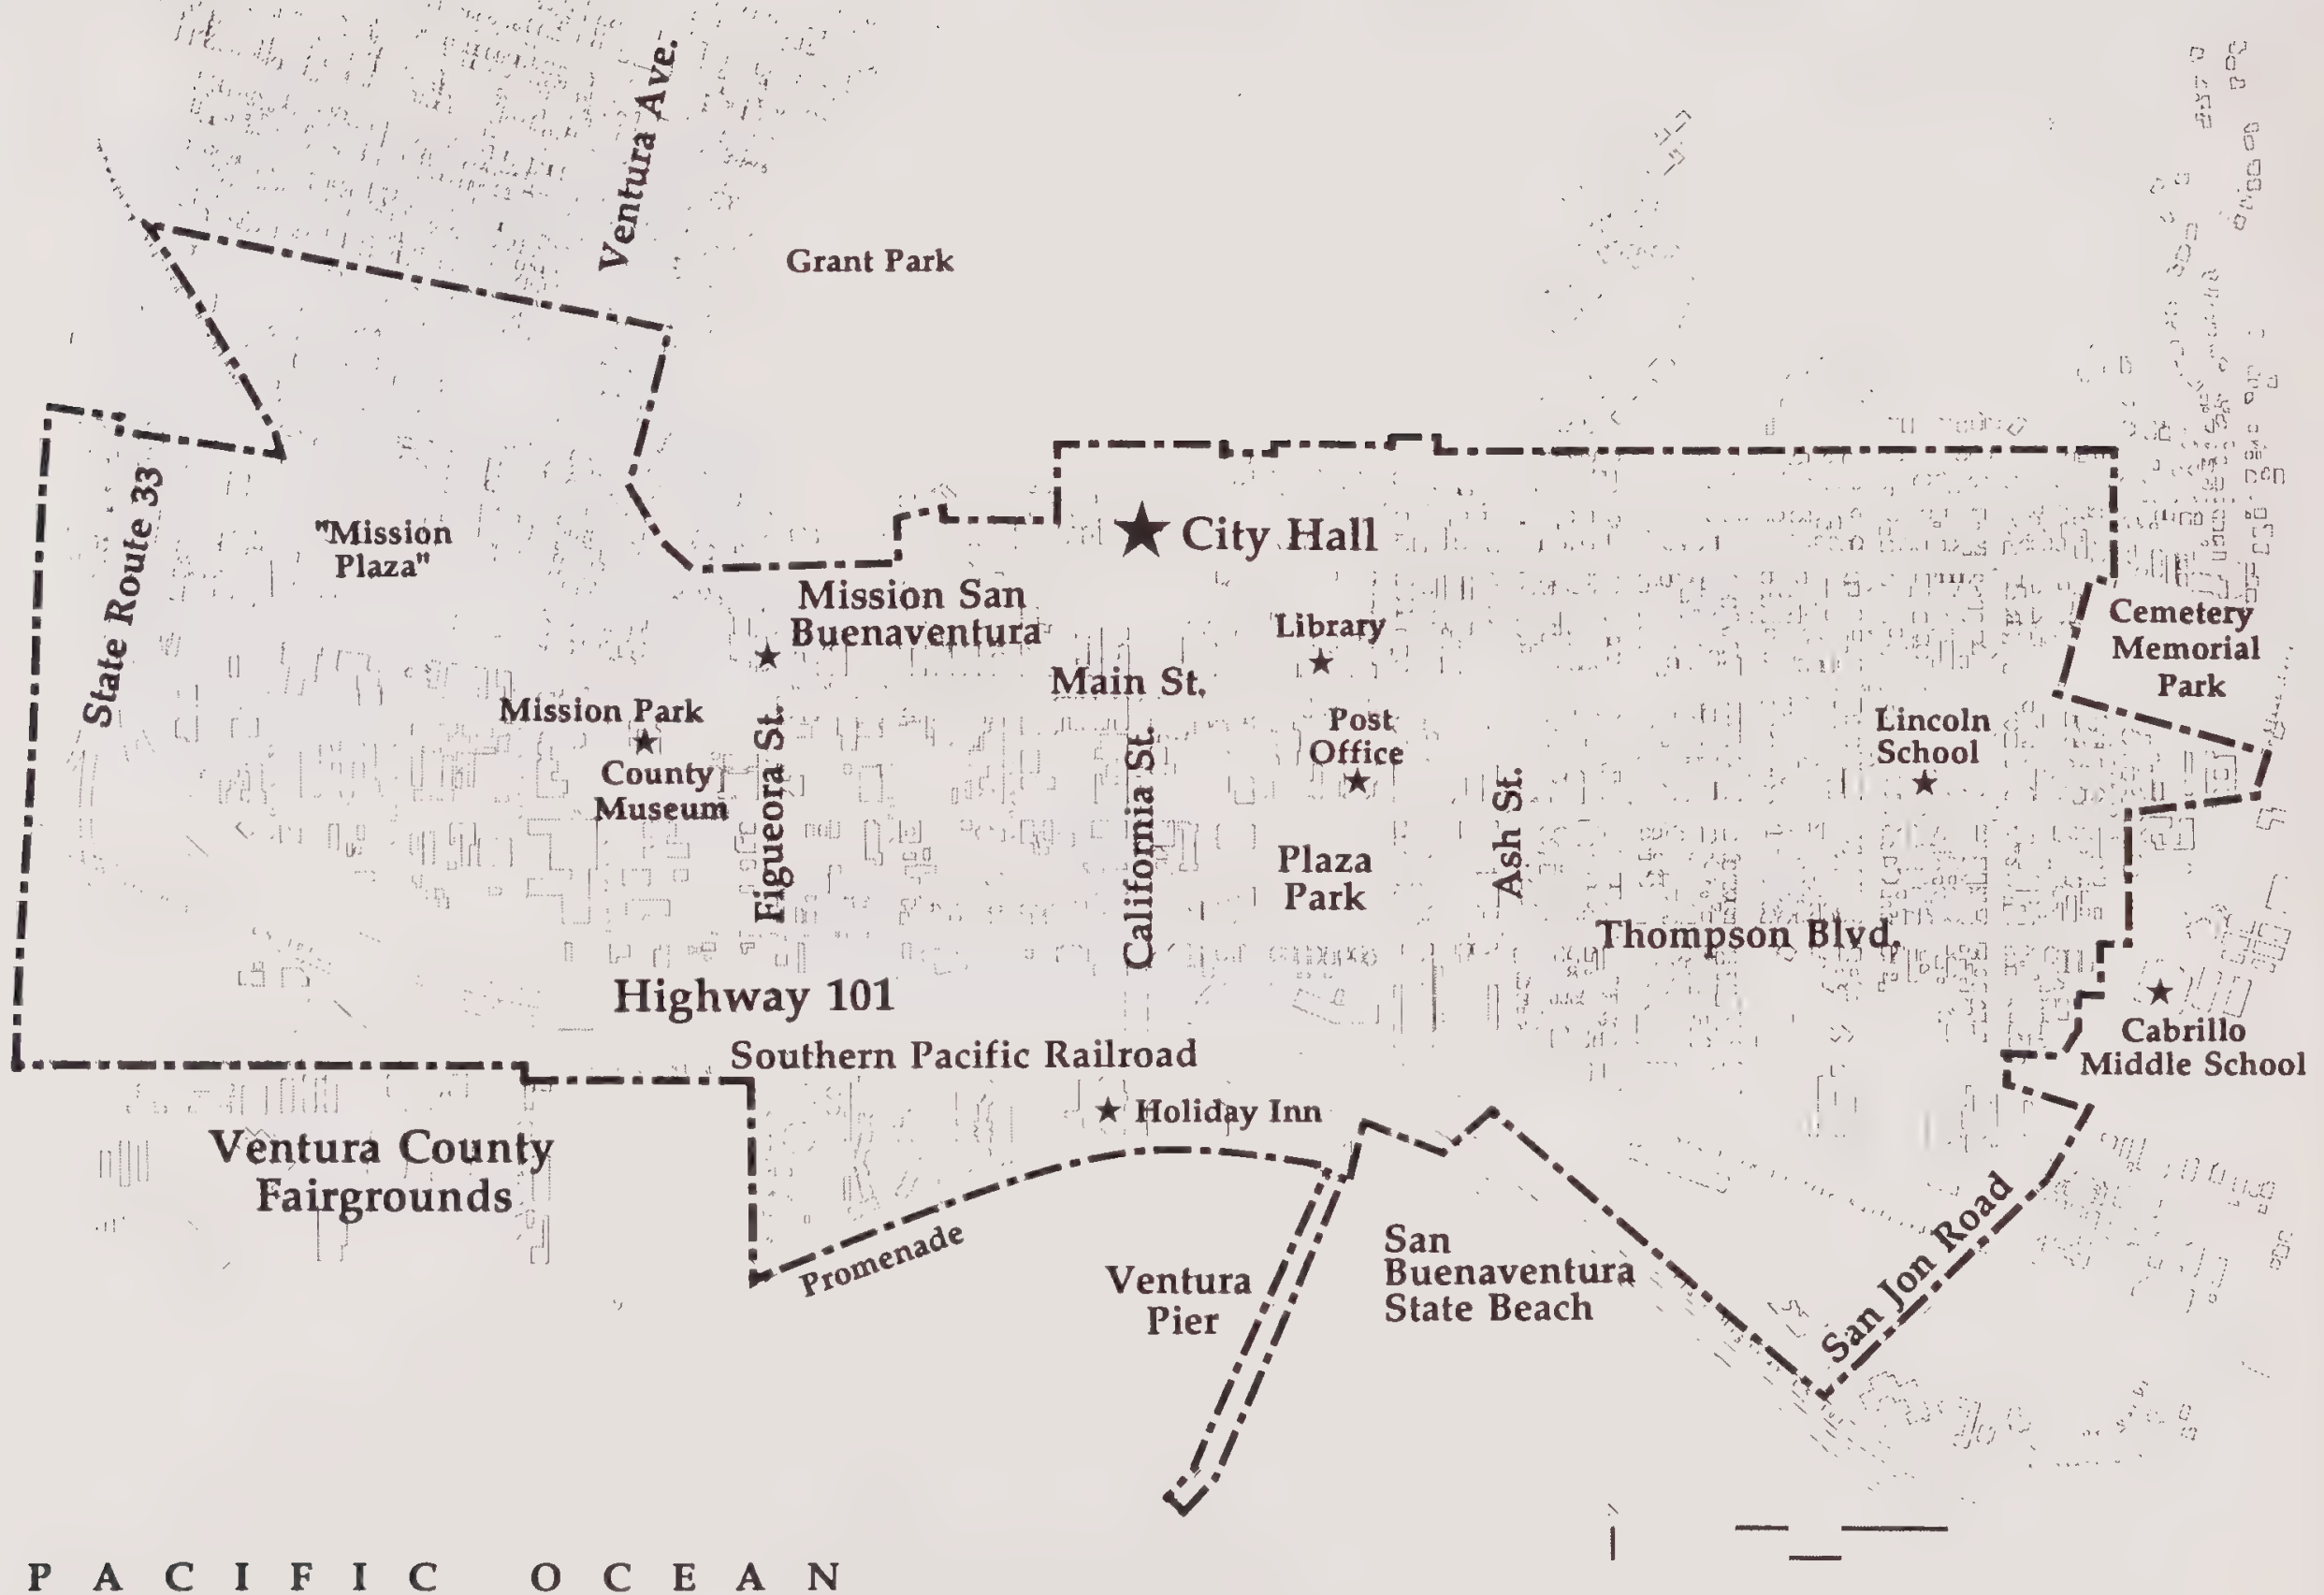 Ventura Ave.
Grant Park
State Route 33
"Mission
Plaza"
City Hall
Mission San
Buenaventura
Library
Main St.
Cemetery
Memorial
Park
Mission Park
County
Museum
Figueora St.
California St.
Post
Office
Lincoln
School
Ash St.
Plaza
Park
Thompson Blvd.
Highway 101
Southern Pacific Railroad
Cabrillo
Middle School
Holiday Inn
Ventura County
Fairgrounds
Promenade
Ventura
Pier
San
Buenaventura
State Beach
San Jon Road
PACIFIC OCEAN